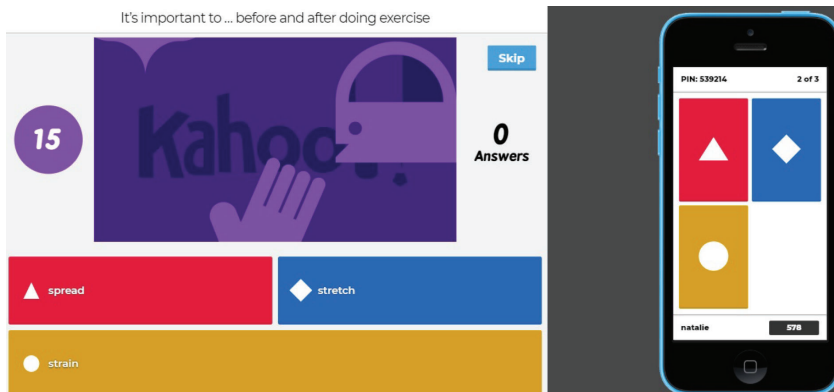 It's important to ... before and after doing exercise
Skip
15
Kahoot!
0
Answers
spread
stretch
strain
PIN: 539214 2 of 3
natalie 578